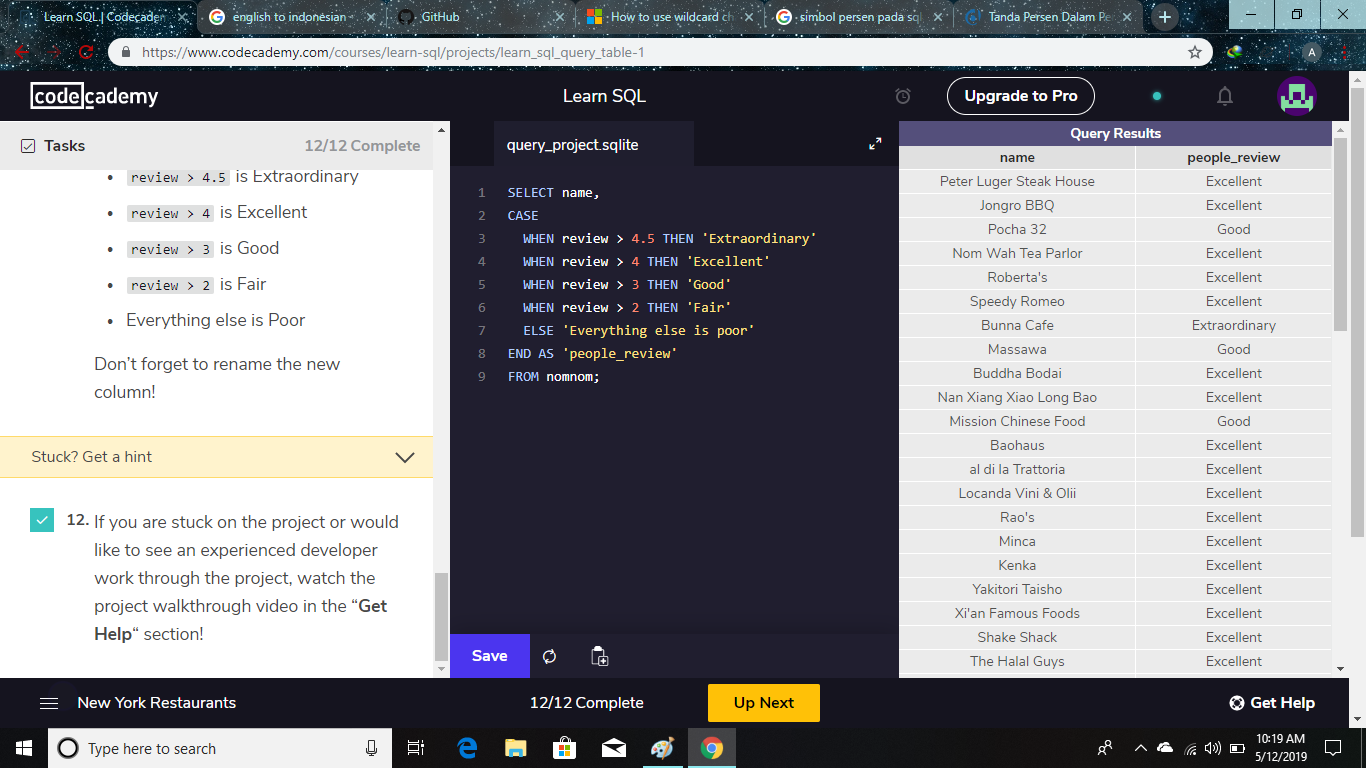 Learn SQL | Codecadem
english to indonesian -
GitHub
How to use wildcard ch
simbol persen pada sql
Tanda Persen Dalam Pe
https://www.codecademy.com/courses/learn-sql/projects/learn_sql_query_table-1
A
codecademy
Learn SQL
Upgrade to Pro
Tasks
12/12 Complete
review > 4.5 is Extraordinary
review > 4 is Excellent
review > 3 is Good
review > 2 is Fair
Everything else is Poor
Don't forget to rename the new
column!
Stuck? Get a hint
12. If you are stuck on the project or would
like to see an experienced developer
work through the project, watch the
project walkthrough video in the “Get
Help“ section!
query_project.sqlite
1 SELECT name,
2 CASE
3 WHEN review > 4.5 THEN 'Extraordinary'
4 WHEN review > 4 THEN 'Excellent'
5 WHEN review > 3 THEN 'Good'
6 WHEN review > 2 THEN 'Fair'
7 ELSE 'Everything else is poor'
8 END AS 'people_review'
9 FROM nomnom;
Save
Query Results
name people_review
Peter Luger Steak House Excellent
Jongro BBQ Excellent
Pocha 32 Good
Nom Wah Tea Parlor Excellent
Roberta's Excellent
Speedy Romeo Excellent
Bunna Cafe Extraordinary
Massawa Good
Buddha Bodai Excellent
Nan Xiang Xiao Long Bao Excellent
Mission Chinese Food Good
Baohaus Excellent
al di la Trattoria Excellent
Locanda Vini & Olii Excellent
Rao's Excellent
Minca Excellent
Kenka Excellent
Yakitori Taisho Excellent
Xi'an Famous Foods Excellent
Shake Shack Excellent
The Halal Guys Excellent
New York Restaurants
12/12 Complete
Up Next
Get Help
Type here to search
10:19 AM
5/12/2019